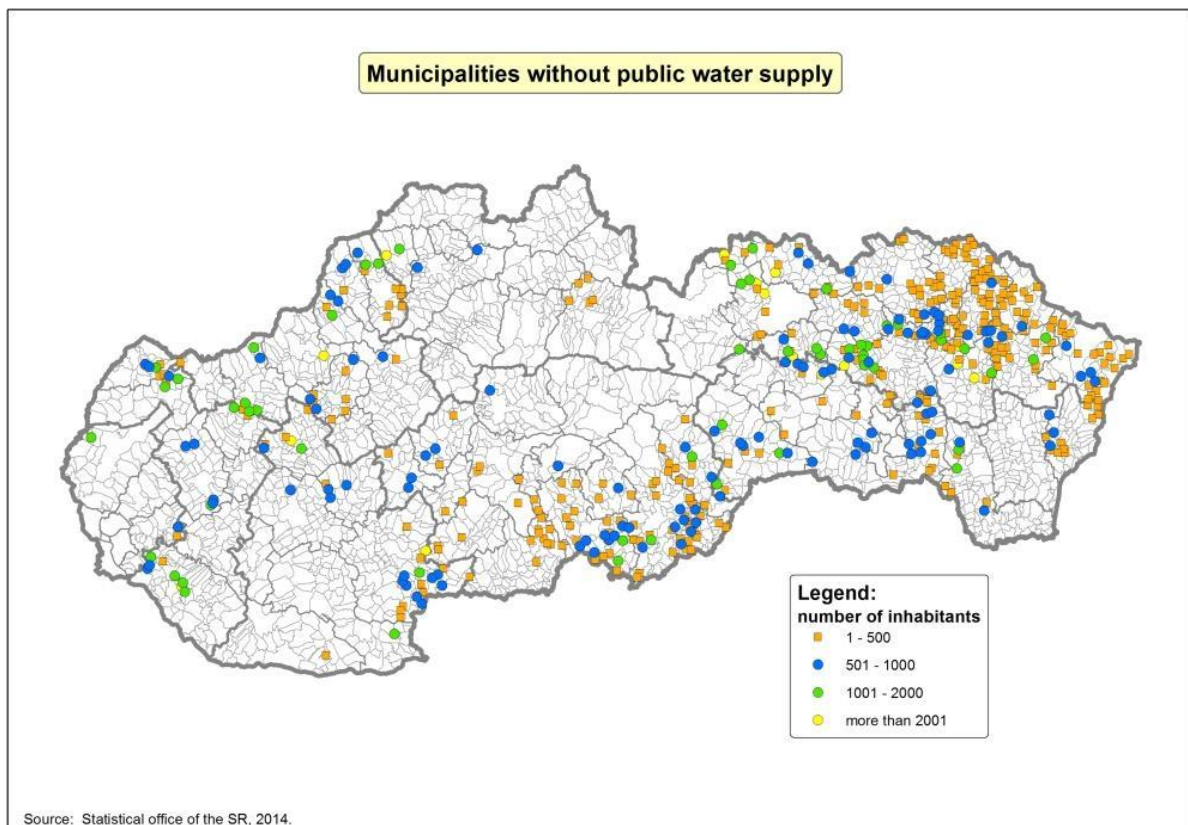 Municipalities without public water supply
Legend:
number of inhabitants
1 - 500
501 - 1000
1001 - 2000
more than 2001
Source: Statistical office of the SR, 2014.